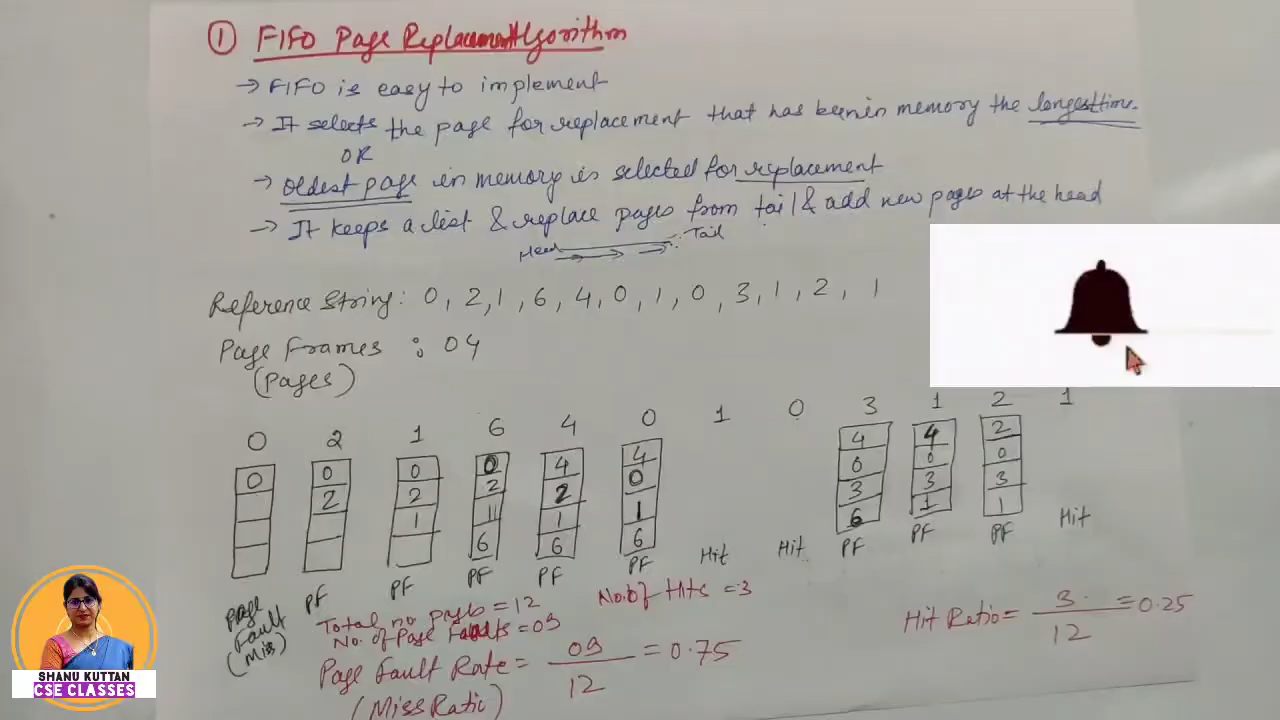 ① FIFO Page Replacement Algorithm
→ FIFO is easy to implement
→ It selects the page for replacement that has been in memory the longest time.
OR
→ oldest page in memory is selected for replacement
→ It keeps a list & replace pages from tail & add new pages at the head
Head Tail
Reference String: 0, 2, 1, 6, 4, 0, 1, 0, 3, 1, 2, 1
Page Frames : 04
(Pages)
0 2 1 6 4 0 1 0 3 1 2 1
0 0 0 0 4 4 4 4 2
2 2 2 2 0 0 0 0
1 1 1 1 3 3 3
6 6 6 6 1 1
Page Fault (Miss) PF PF PF PF PF Hit Hit PF PF PF Hit
Total no pages = 12
No. of Hits = 3
No. of Page Faults = 09
Page Fault Rate = 09/12 = 0.75
(Miss Ratio)
Hit Ratio = 3/12 = 0.25
SHANU KUTTAN
CSE CLASSES